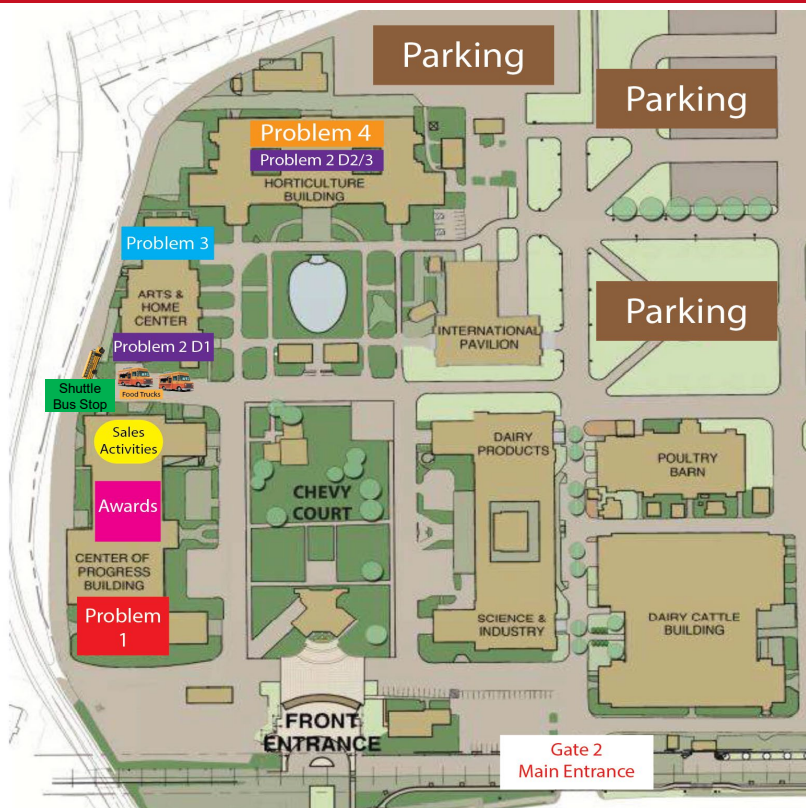 Parking
Parking
Problem 4
Problem 2 D2/3
HORTICULTURE
BUILDING
Problem 3
ARTS &
HOME
CENTER
Parking
INTERNATIONAL
PAVILION
Problem 2 D1
Shuttle
Bus Stop
Food Trucks
Sales
Activities
DAIRY
PRODUCTS
POULTRY
BARN
CHEVY
COURT
Awards
CENTER OF
PROGRESS
BUILDING
Problem
1
SCIENCE &
INDUSTRY
DAIRY CATTLE
BUILDING
FRONT
ENTRANCE
Gate 2
Main Entrance